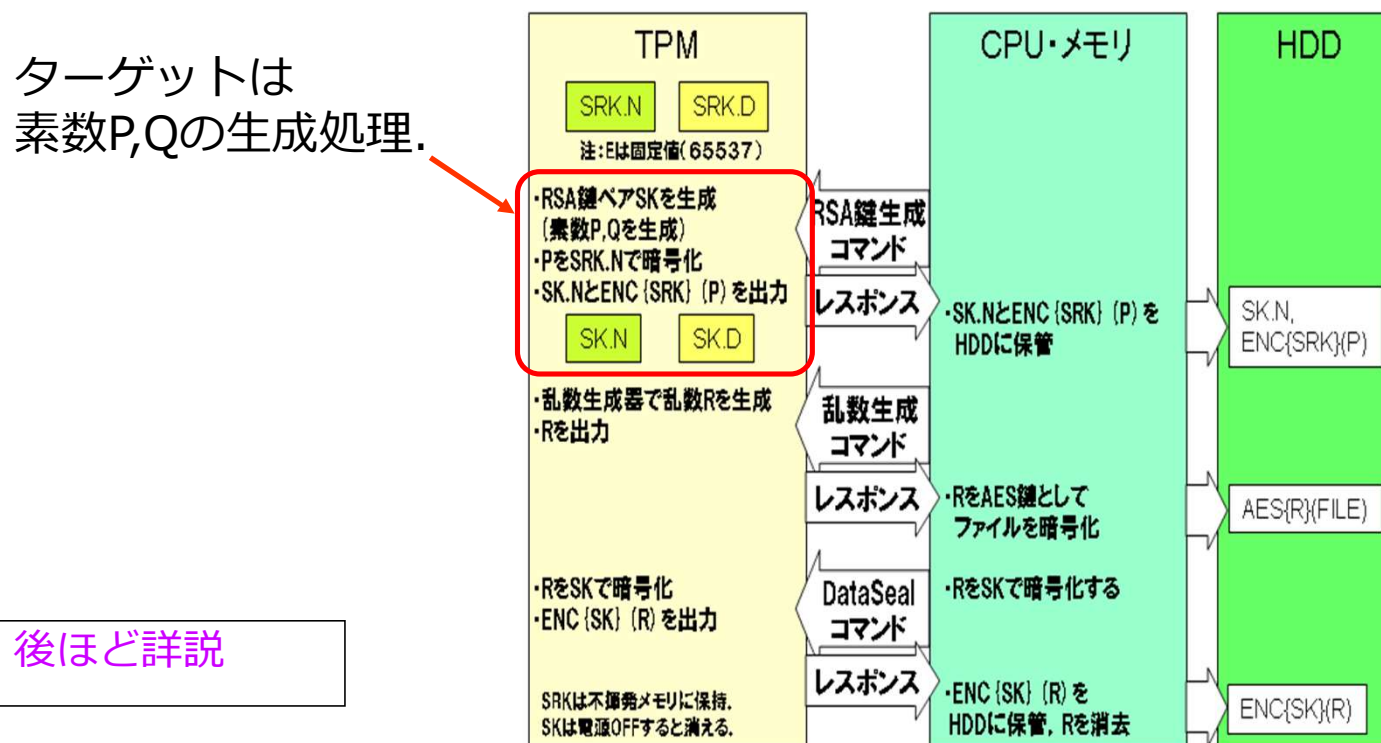 ターゲットは
素数P,Qの生成処理.
後ほど詳説
TPM
SRK.N
SRK.D
注:Eは固定値(65537)
・RSA鍵ペアSKを生成
(素数P,Qを生成)
・PをSRK.Nで暗号化
・SK.NとENC{SRK}(P)を出力
SK.N
SK.D
・乱数生成器で乱数Rを生成
・Rを出力
・RをSKで暗号化
・ENC{SK}(R)を出力
SRKは不揮発メモリに保持.
SKは電源OFFすると消える.
RSA鍵生成
コマンド
レスポンス
乱数生成
コマンド
レスポンス
DataSeal
コマンド
レスポンス
CPU・メモリ
・SK.NとENC{SRK}(P)を
HDDに保管
・RをAES鍵として
ファイルを暗号化
・RをSKで暗号化する
・ENC{SK}(R)を
HDDに保管, Rを消去
HDD
SK.N,
ENC{SRK}(P)
AES{R}(FILE)
ENC{SK}(R)